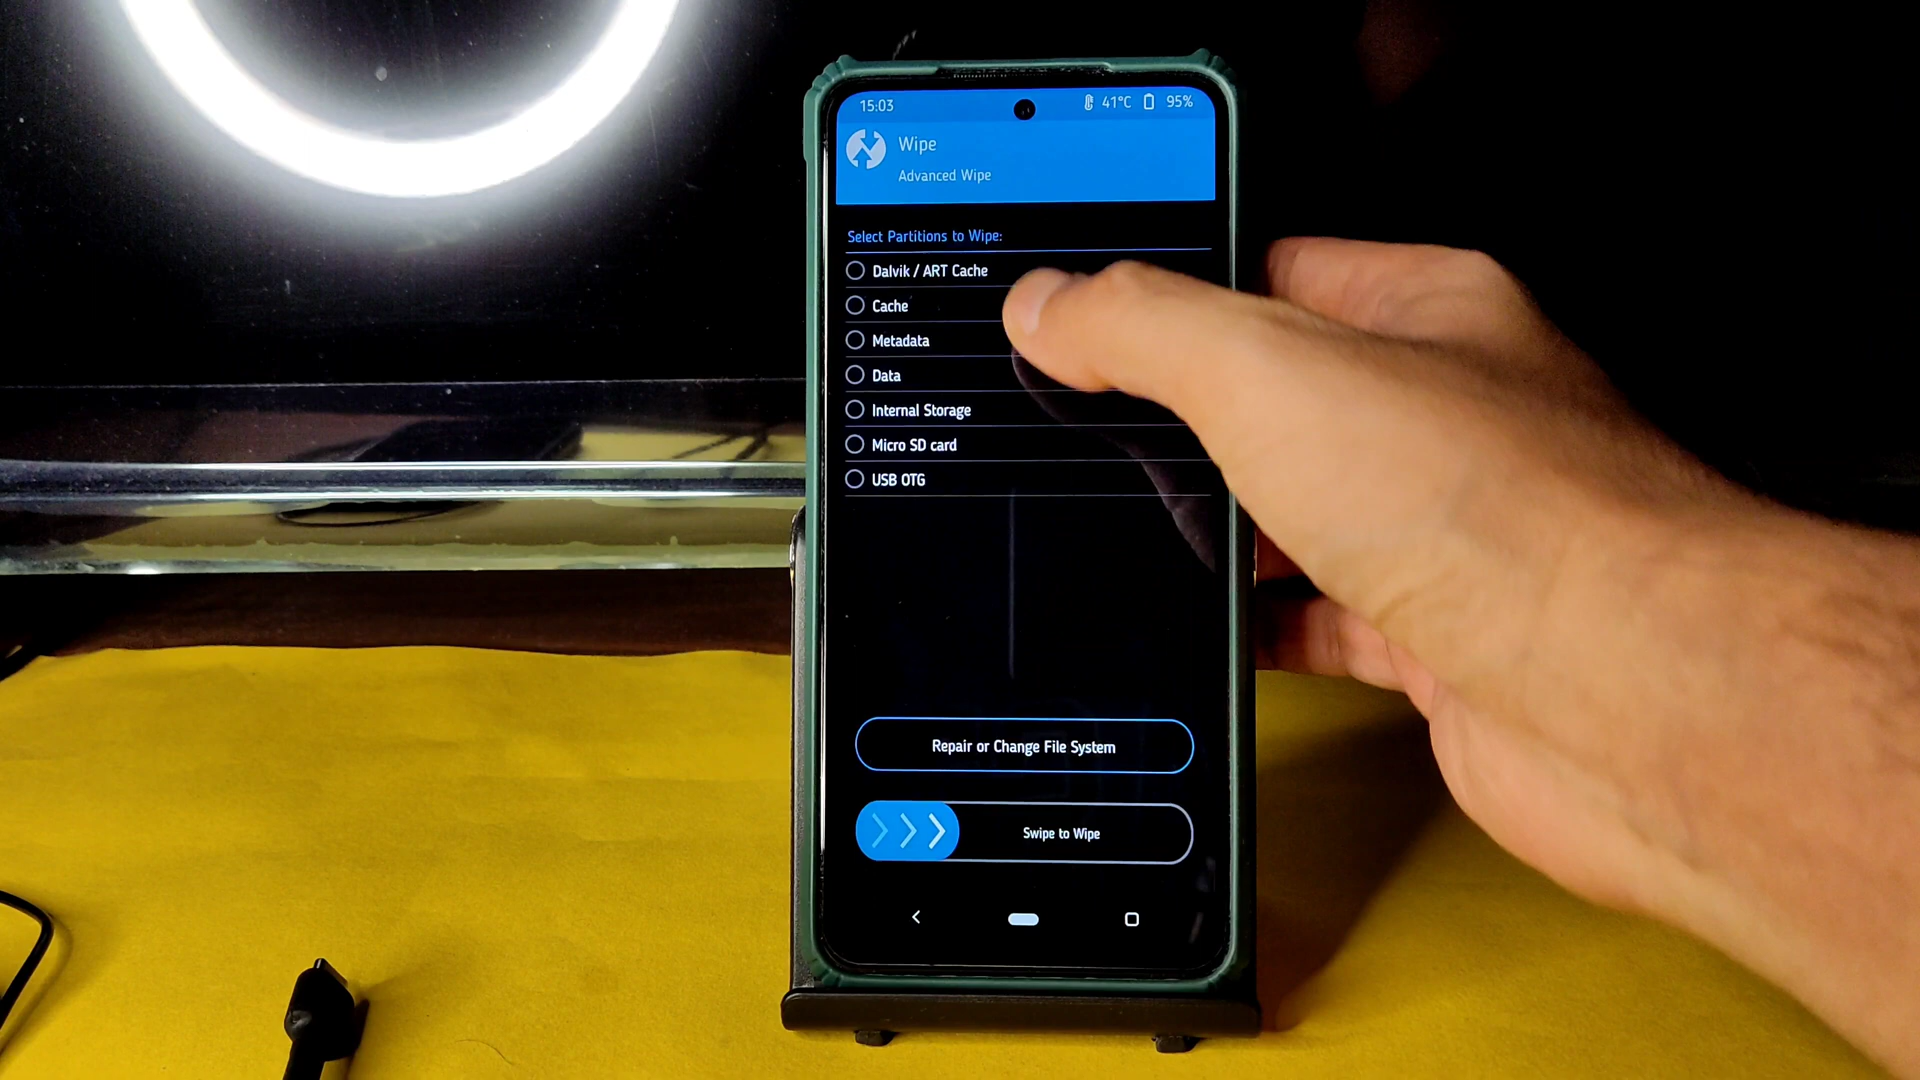 15:03 41°C 95%
Wipe
Advanced Wipe
Select Partitions to Wipe:
Dalvik / ART Cache
Cache
Metadata
Data
Internal Storage
Micro SD card
USB OTG
Repair or Change File System
Swipe to Wipe